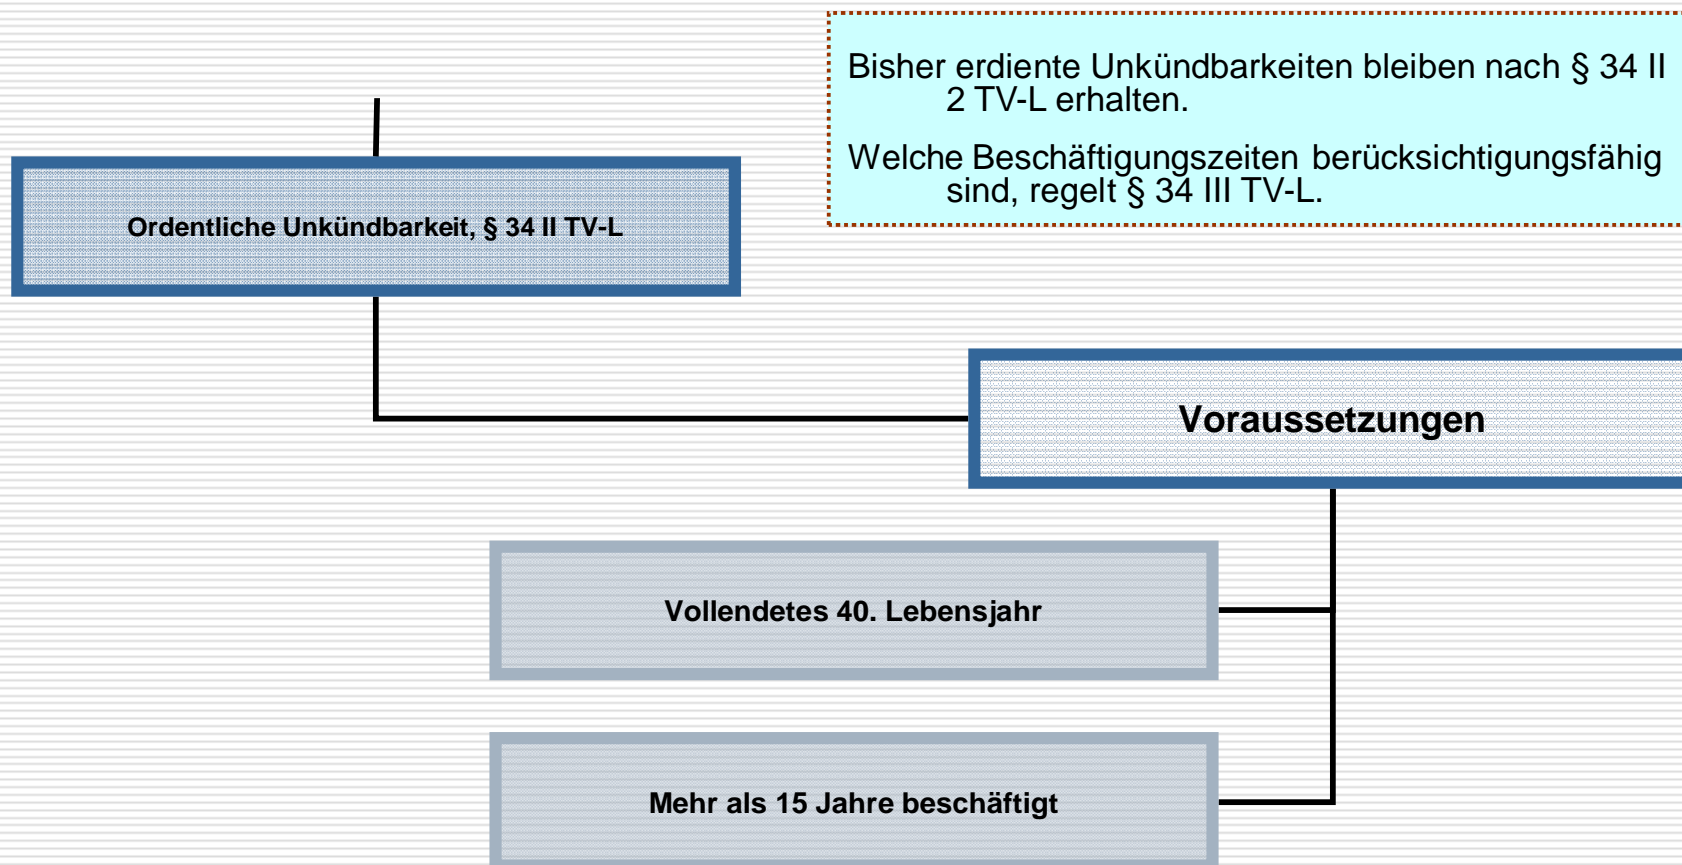 Bisher erdiente Unkündbarkeiten bleiben nach § 34 II
2 TV-L erhalten.
Welche Beschäftigungszeiten berücksichtigungsfähig
sind, regelt § 34 III TV-L.
Ordentliche Unkündbarkeit, § 34 II TV-L
Voraussetzungen
Vollendetes 40. Lebensjahr
Mehr als 15 Jahre beschäftigt